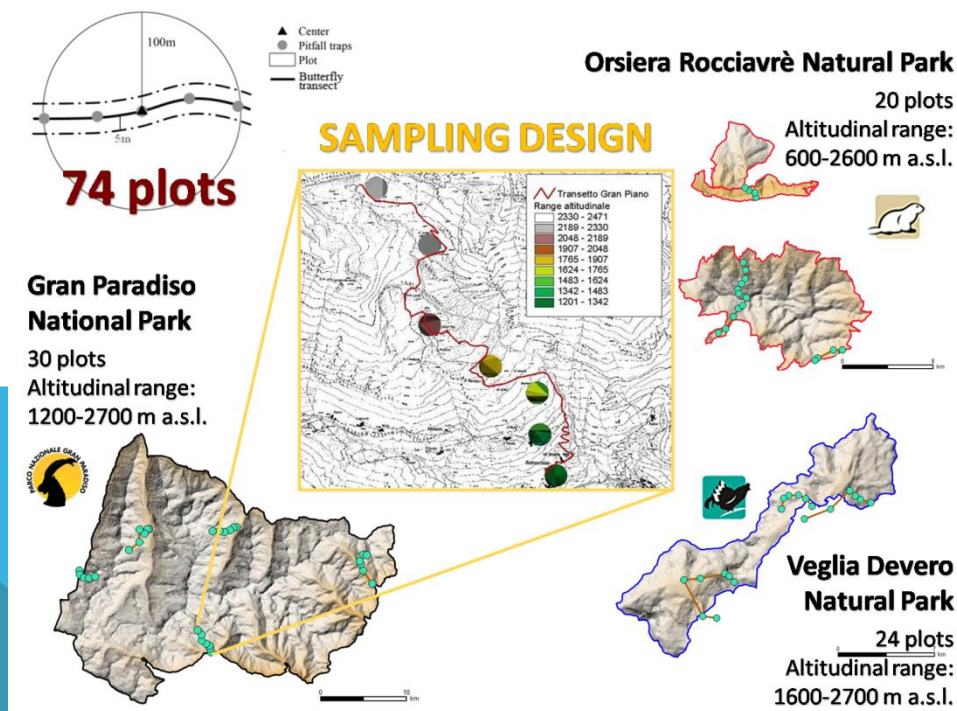 100m
5m
Center
Pitfall traps
Plot
Butterfly
transect
74 plots
SAMPLING DESIGN
Transetto Gran Piano
Range altitudinale
2330 - 2471
2189 - 2330
2048 - 2189
1907 - 2048
1765 - 1907
1624 - 1765
1483 - 1624
1342 - 1483
1201 - 1342
Orsiera Rocciavrè Natural Park
20 plots
Altitudinal range:
600-2600 m a.s.l.
Gran Paradiso
National Park
30 plots
Altitudinal range:
1200-2700 m a.s.l.
PARCO NAZIONALE GRAN PARADISO
0 10
km
Veglia Devero
Natural Park
24 plots
Altitudinal range:
1600-2700 m a.s.l.